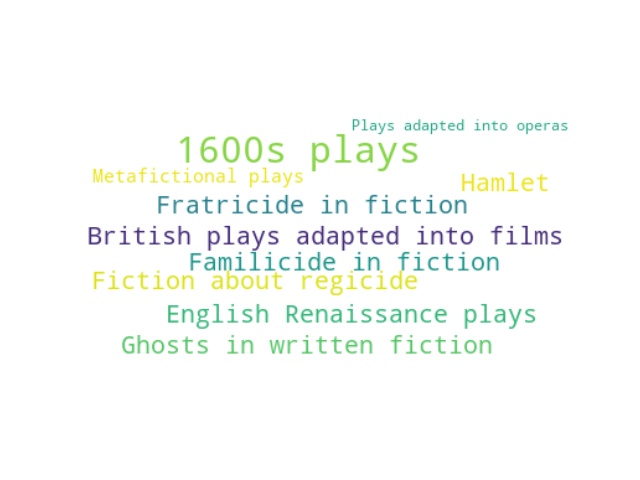 Plays adapted into operas
1600s plays
Metafictional plays
Hamlet
Fratricide in fiction
British plays adapted into films
Familicide in fiction
Fiction about regicide
English Renaissance plays
Ghosts in written fiction